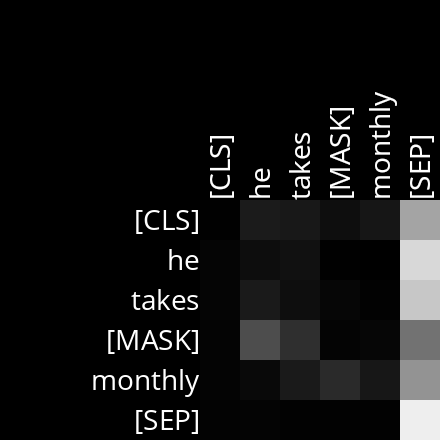 [CLS] he takes [MASK] monthly [SEP]
[CLS]
he
takes
[MASK]
monthly
[SEP]